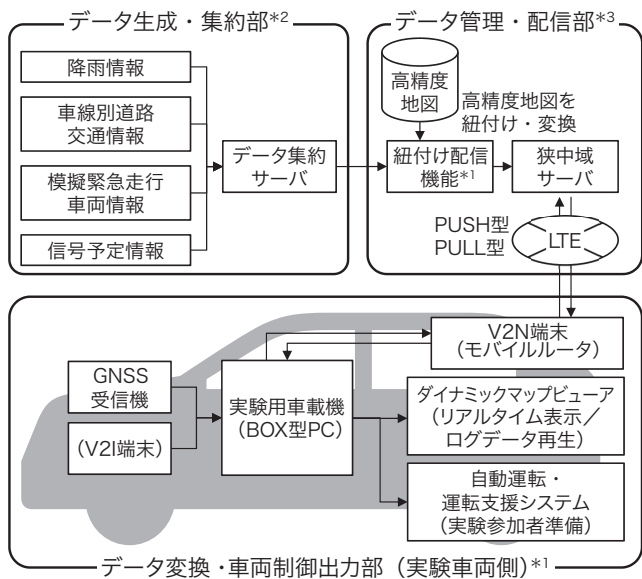 データ生成・集約部*2
降雨情報
車線別道路
交通情報
模擬緊急走行
車両情報
信号予定情報
データ集約
サーバ
データ管理・配信部*3
高精度
地図
高精度地図を
紐付け・変換
紐付け配信
機能*1
狭中域
サーバ
PUSH型
PULL型
LTE
V2N端末
(モバイルルータ)
GNSS
受信機
(V2I端末)
実験用車載機
(BOX型PC)
ダイナミックマップビューア
(リアルタイム表示/
ログデータ再生)
自動運転・
運転支援システム
(実験参加者準備)
データ変換・車両制御出力部(実験車両側)*1